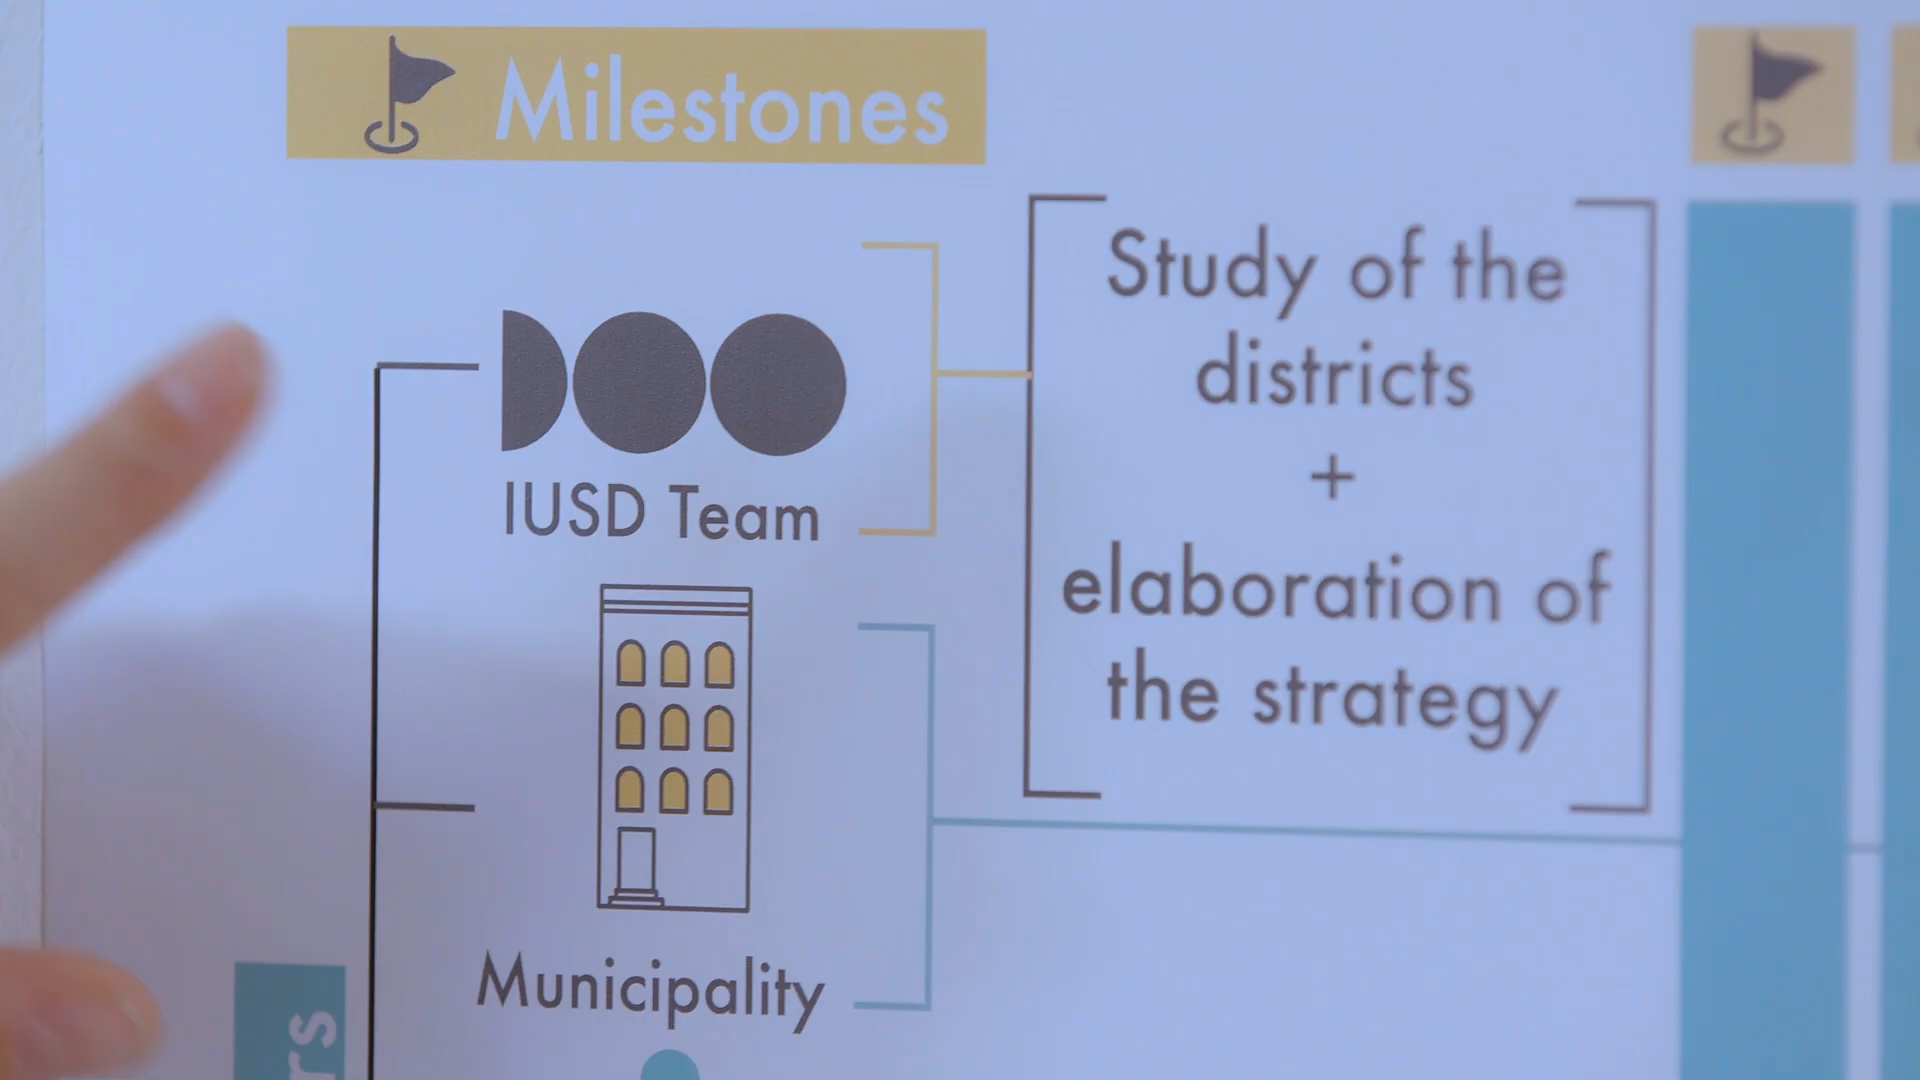 Milestones
IUSD Team
Municipality
Study of the
districts
+
elaboration of
the strategy